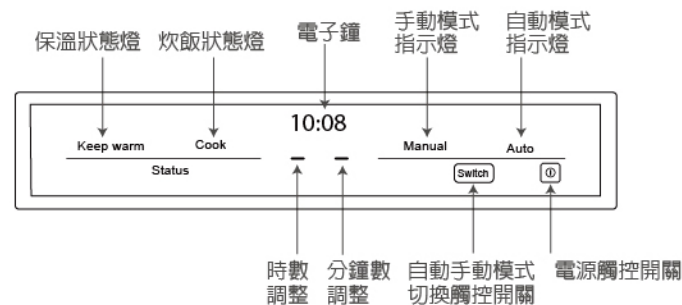 保溫狀態燈 炊飯狀態燈 電子鐘 手動模式 自動模式
指示燈 指示燈
10:08
Keep warm Cook Manual Auto
Status
Switch
時數 分鐘數 自動手動模式 電源觸控開關
調整 調整 切換觸控開關